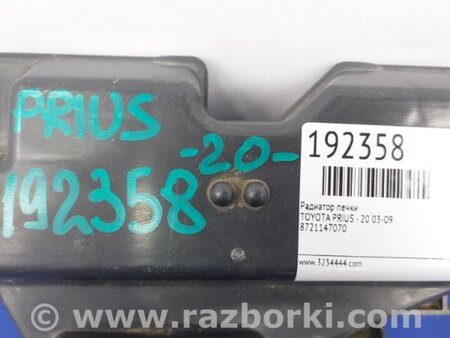 PRIUS
-20-
192358
192358
Радиатор печки
TOYOTA PRIUS - 20 03-09
8721147070
www.3234444.com
© www.razborki.com/